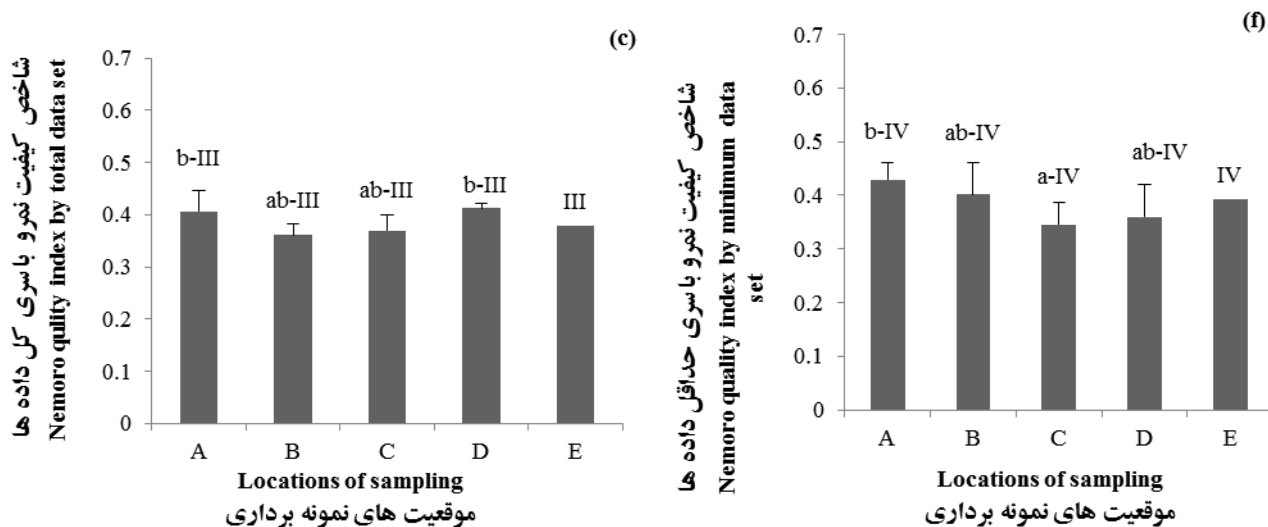 (c)
شاخص کیفیت نمرو با سری کل داده ها
Nemoro qulity index by total data set
0.7
0.6
0.5
0.4
0.3
0.2
0.1
0
b-III
ab-III
ab-III
b-III
III
A B C D E
Locations of sampling
موقعیت های نمونه برداری
(f)
شاخص کیفیت نمرو با سری حداقل داده ها
Nemoro quality index by minimum data
set
0.7
0.6
0.5
0.4
0.3
0.2
0.1
0
b-IV
ab-IV
a-IV
ab-IV
IV
A B C D E
Locations of sampling
موقعیت های نمونه برداری